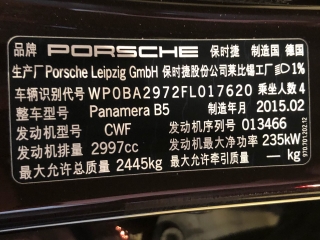 品牌 PORSCHE 保时捷 制造国 德国
生产厂 Porsche Leipzig GmbH 保时捷股份公司莱比锡工厂 1%
车辆识别代号 WP0BA2972FL017620 乘坐人数 4
整车型号 Panamera B5 制造年月 2015.02
发动机型号 CWF 发动机序列号 013466
发动机排量 2997cc 发动机最大净功率 235kW
最大允许总质量 2445kg 最大允许牵引质量 — kg
970.701.202.12